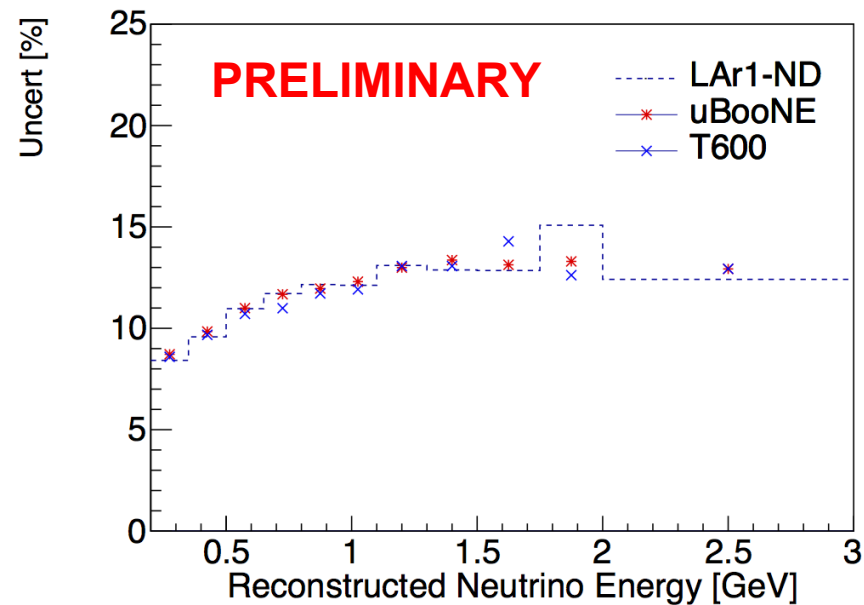 25
20
15
10
5
0
Uncert [%]
PRELIMINARY
LAr1-ND
uBooNE
T600
0.5 1 1.5 2 2.5 3
Reconstructed Neutrino Energy [GeV]